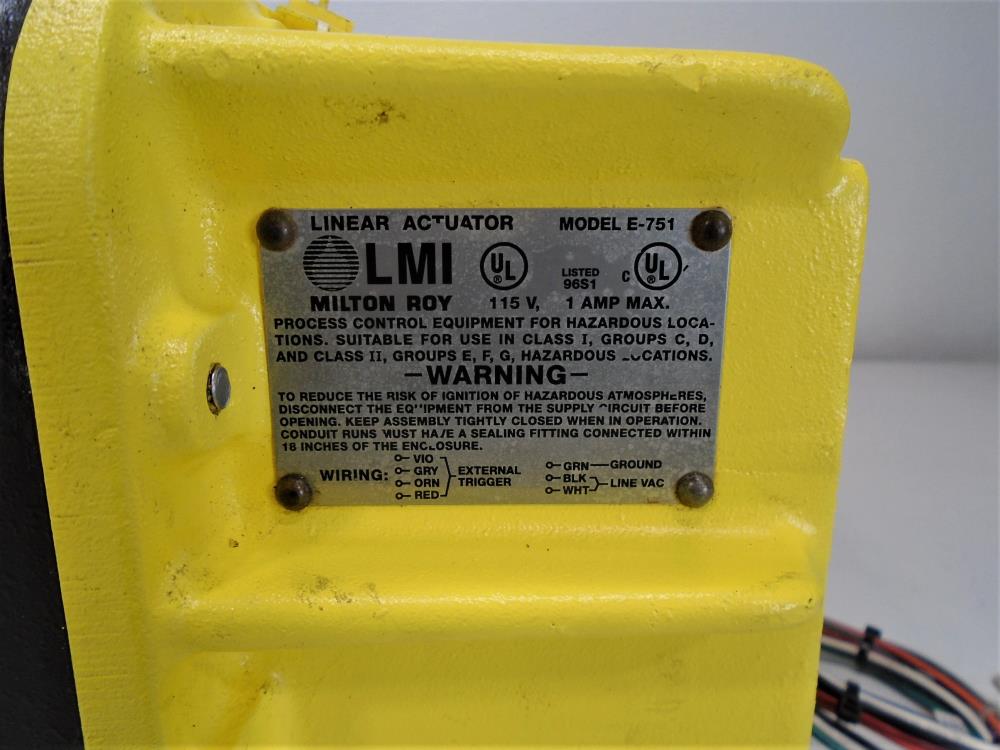 LINEAR ACTUATOR MODEL E-751
LMI UL ® LISTED 96S1 C UL ®
MILTON ROY 115 V, 1 AMP MAX.
PROCESS CONTROL EQUIPMENT FOR HAZARDOUS LOCA-
TIONS. SUITABLE FOR USE IN CLASS I, GROUPS C, D,
AND CLASS II, GROUPS E, F, G, HAZARDOUS LOCATIONS.
—WARNING—
TO REDUCE THE RISK OF IGNITION OF HAZARDOUS ATMOSPHERES,
DISCONNECT THE EQUIPMENT FROM THE SUPPLY CIRCUIT BEFORE
OPENING. KEEP ASSEMBLY TIGHTLY CLOSED WHEN IN OPERATION.
CONDUIT RUNS MUST HAVE A SEALING FITTING CONNECTED WITHIN
18 INCHES OF THE ENCLOSURE.
WIRING:
VIO
GRY
ORN
RED
EXTERNAL
TRIGGER
GRN—GROUND
BLK
WHT
LINE VAC